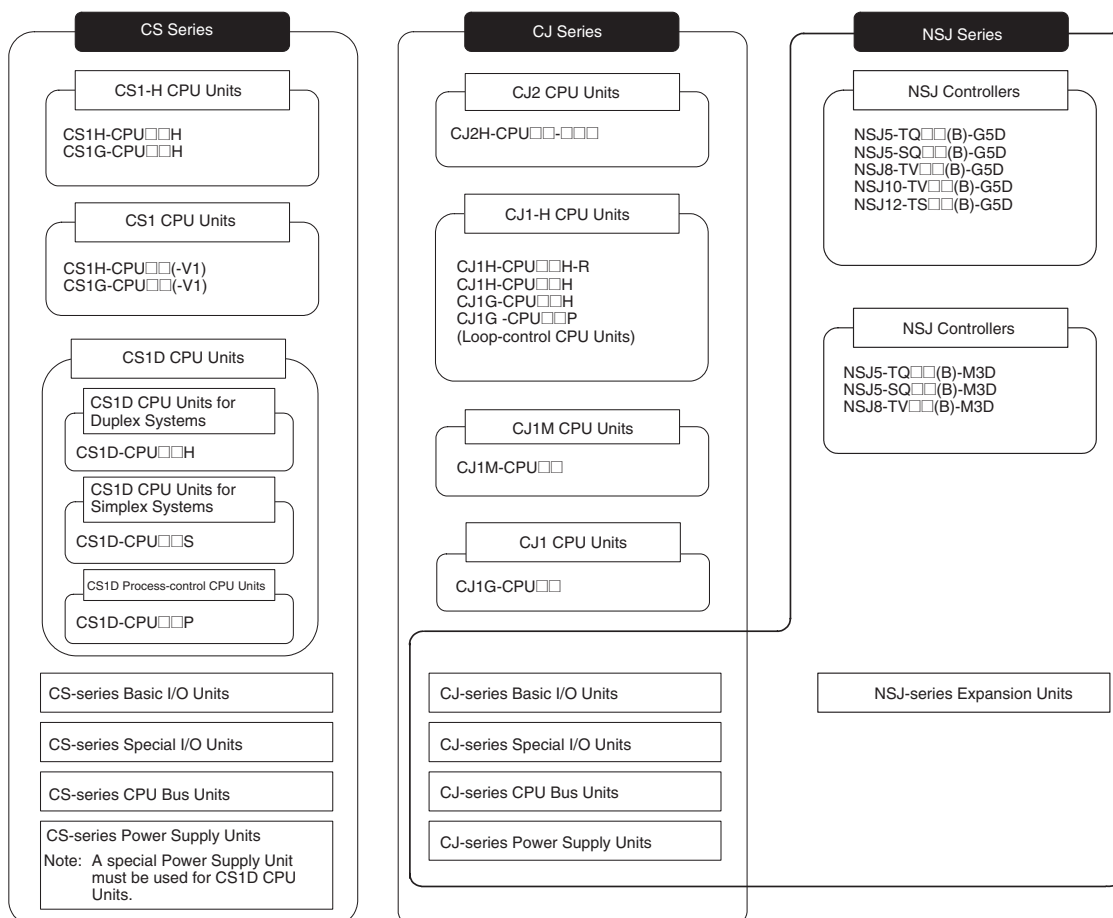 CS Series
CS1-H CPU Units
CS1H-CPU□□H
CS1G-CPU□□H
CS1 CPU Units
CS1H-CPU□□(-V1)
CS1G-CPU□□(-V1)
CS1D CPU Units
CS1D CPU Units for
Duplex Systems
CS1D-CPU□□H
CS1D CPU Units for
Simplex Systems
CS1D-CPU□□S
CS1D Process-control CPU Units
CS1D-CPU□□P
CS-series Basic I/O Units
CS-series Special I/O Units
CS-series CPU Bus Units
CS-series Power Supply Units
Note: A special Power Supply Unit
must be used for CS1D CPU
Units.
CJ Series
CJ2 CPU Units
CJ2H-CPU□□-□□□
CJ1-H CPU Units
CJ1H-CPU□□H-R
CJ1H-CPU□□H
CJ1G-CPU□□H
CJ1G -CPU□□P
(Loop-control CPU Units)
CJ1M CPU Units
CJ1M-CPU□□
CJ1 CPU Units
CJ1G-CPU□□
CJ-series Basic I/O Units
CJ-series Special I/O Units
CJ-series CPU Bus Units
CJ-series Power Supply Units
NSJ Series
NSJ Controllers
NSJ5-TQ□□(B)-G5D
NSJ5-SQ□□(B)-G5D
NSJ8-TV□□(B)-G5D
NSJ10-TV□□(B)-G5D
NSJ12-TS□□(B)-G5D
NSJ Controllers
NSJ5-TQ□□(B)-M3D
NSJ5-SQ□□(B)-M3D
NSJ8-TV□□(B)-M3D
NSJ-series Expansion Units